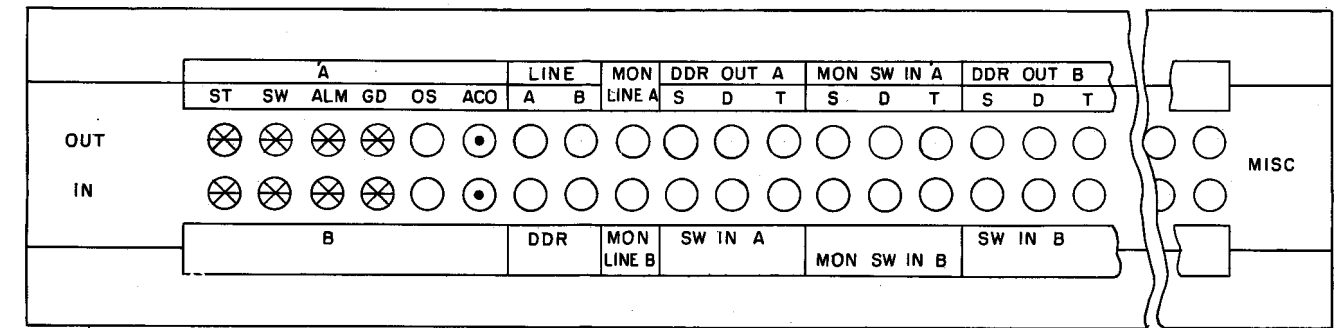 A LINE MON DDR OUT A MON SW IN A DDR OUT B
ST SW ALM GD OS ACO A B LINE A S D T S D T S D T
OUT
MISC
IN
B DDR MON SW IN A SW IN B
LINE B MON SW IN B